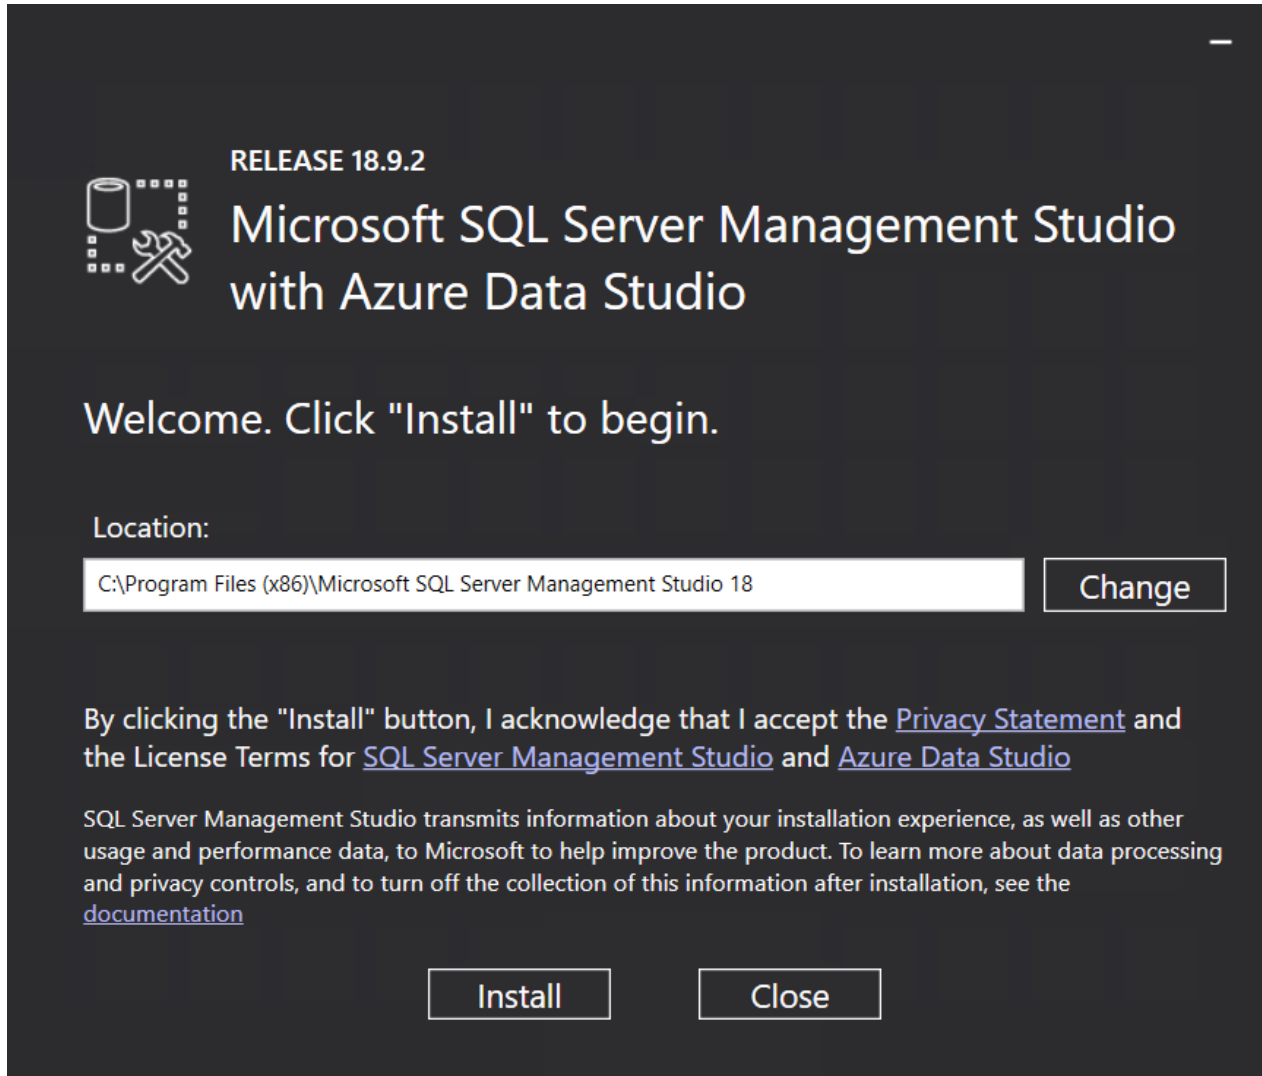 RELEASE 18.9.2
Microsoft SQL Server Management Studio
with Azure Data Studio
Welcome. Click "Install" to begin.
Location:
C:\Program Files (x86)\Microsoft SQL Server Management Studio 18
Change
By clicking the "Install" button, I acknowledge that I accept the Privacy Statement and
the License Terms for SQL Server Management Studio and Azure Data Studio
SQL Server Management Studio transmits information about your installation experience, as well as other
usage and performance data, to Microsoft to help improve the product. To learn more about data processing
and privacy controls, and to turn off the collection of this information after installation, see the
documentation
Install
Close